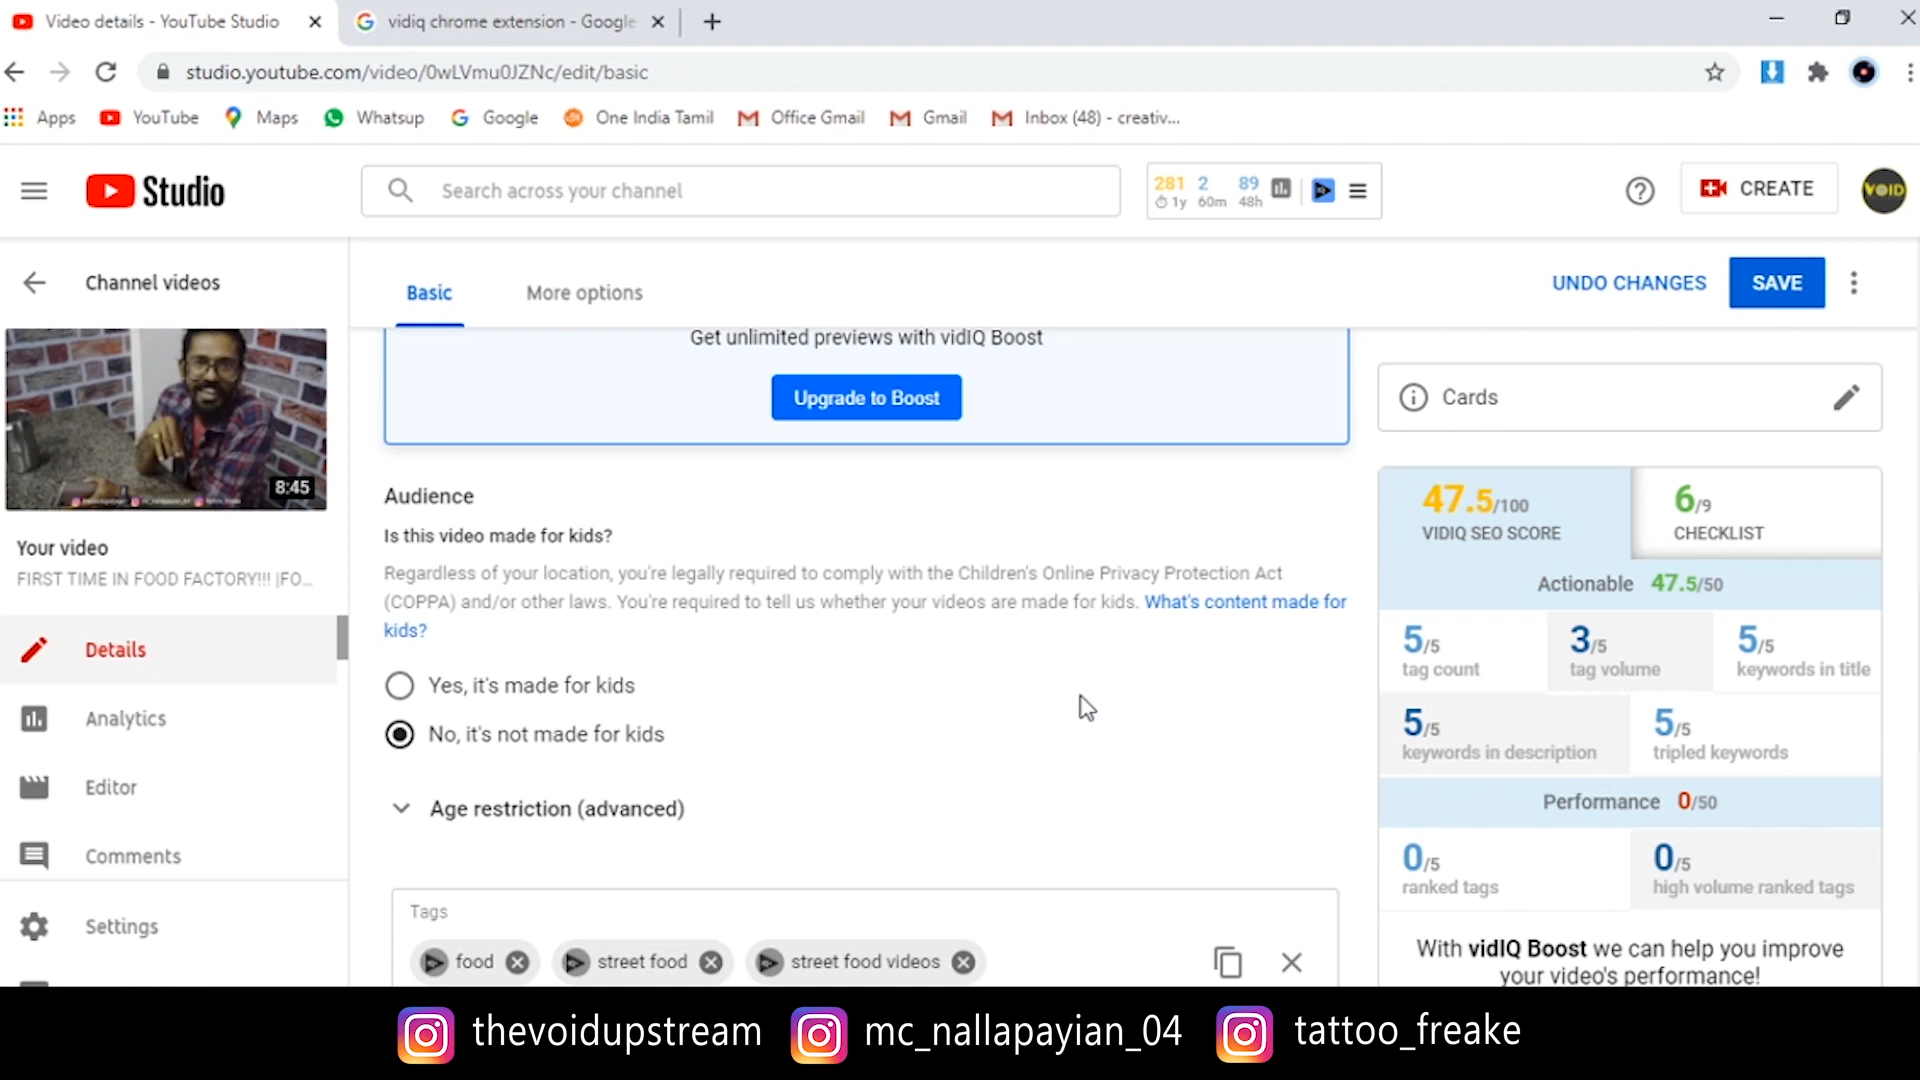 Video details - YouTube Studio
vidiq chrome extension - Google
studio.youtube.com/video/0wLVmu0JZNc/edit/basic
Apps YouTube Maps Whatsup Google One India Tamil Office Gmail Gmail Inbox (48) - creativ...
Studio
Search across your channel
281 2 89
1y 60m 48h
CREATE
VOID
Channel videos
Basic More options
UNDO CHANGES SAVE
Get unlimited previews with vidIQ Boost
Upgrade to Boost
Cards
8:45
Your video
FIRST TIME IN FOOD FACTORY!!! |FO...
Details
Analytics
Editor
Comments
Settings
Audience
Is this video made for kids?
Regardless of your location, you're legally required to comply with the Children's Online Privacy Protection Act
(COPPA) and/or other laws. You're required to tell us whether your videos are made for kids. What's content made for
kids?
Yes, it's made for kids
No, it's not made for kids
Age restriction (advanced)
Tags
food street food street food videos
47.5/100
VIDIQ SEO SCORE
6/9
CHECKLIST
Actionable 47.5/50
5/5 3/5 5/5
tag count tag volume keywords in title
5/5 5/5
keywords in description tripled keywords
Performance 0/50
0/5 0/5
ranked tags high volume ranked tags
With vidIQ Boost we can help you improve
your video's performance!
thevoidupstream mc_nallapayian_04 tattoo_freake